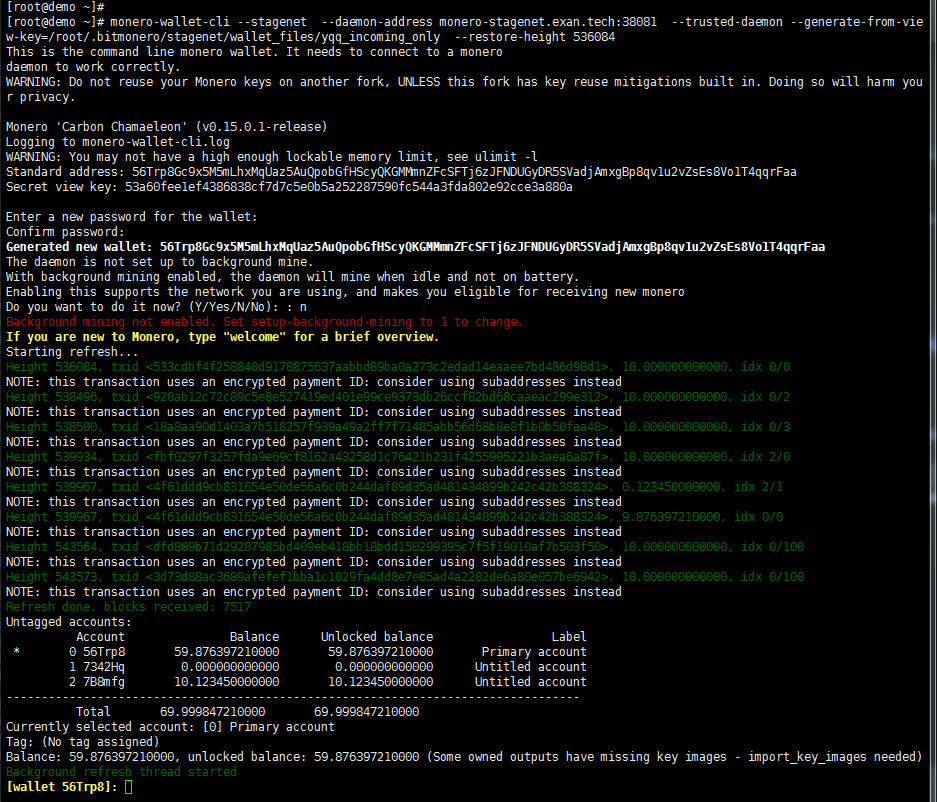 [root@demo ~]#
[root@demo ~]# monero-wallet-cli --stagenet  --daemon-address monero-stagenet.exan.tech:38081  --trusted-daemon --generate-from-vie
w-key=/root/.bitmonero/stagenet/wallet_files/yqq_incoming_only  --restore-height 536084
This is the command line monero wallet. It needs to connect to a monero
daemon to work correctly.
WARNING: Do not reuse your Monero keys on another fork, UNLESS this fork has key reuse mitigations built in. Doing so will harm you
r privacy.
Monero 'Carbon Chamaeleon' (v0.15.0.1-release)
Logging to monero-wallet-cli.log
WARNING: You may not have a high enough lockable memory limit, see ulimit -l
Standard address: 56Trp8Gc9x5M5mLhxMqUaz5AuQpobGfHScyQKGMMmnZFcSFTj6zJFNDUGyDR5SVadjAmxgBp8qv1u2vZsEs8Vo1T4qqrFaa
Secret view key: 53a60fee1ef4386838cf7d7c5e0b5a252287590fc544a3fda802e92cce3a880a
Enter a new password for the wallet:
Confirm password:
Generated new wallet: 56Trp8Gc9x5M5mLhxMqUaz5AuQpobGfHScyQKGMMmnZFcSFTj6zJFNDUGyDR5SVadjAmxgBp8qv1u2vZsEs8Vo1T4qqrFaa
The daemon is not set up to background mine.
With background mining enabled, the daemon will mine when idle and not on battery.
Enabling this supports the network you are using, and makes you eligible for receiving new monero
Do you want to do it now? (Y/Yes/N/No): : n
Background mining not enabled. Set setup-background-mining to 1 to change.
If you are new to Monero, type "welcome" for a brief overview.
Starting refresh...
Height 536084, txid <533cdbf4f258840d9178875637aabbd89ba0a273c2edad14eaaee7bd486d98d1>, 10.000000000000, idx 0/0
NOTE: this transaction uses an encrypted payment ID: consider using subaddresses instead
Height 538496, txid <920ab12c72c89c5e8e527419ed401e99ce9373db26ccf82bd68caaeac299e312>, 10.000000000000, idx 0/2
NOTE: this transaction uses an encrypted payment ID: consider using subaddresses instead
Height 538500, txid <18a8aa90d1403a7b518257f939a49a2ff7f71485abb56d68b8e8f1b0b50faa48>, 10.000000000000, idx 0/3
NOTE: this transaction uses an encrypted payment ID: consider using subaddresses instead
Height 539934, txid <fbf0297f3257fda9e69cf8162a43258d1c76421b231f4255905221b3aea6a87f>, 10.000000000000, idx 2/0
NOTE: this transaction uses an encrypted payment ID: consider using subaddresses instead
Height 539967, txid <4f61ddd9cb831654e50de56a6c0b244daf89d35ad481434899b242c42b388324>, 0.123450000000, idx 2/1
NOTE: this transaction uses an encrypted payment ID: consider using subaddresses instead
Height 539967, txid <4f61ddd9cb831654e50de56a6c0b244daf89d35ad481434899b242c42b388324>, 9.876397210000, idx 0/0
NOTE: this transaction uses an encrypted payment ID: consider using subaddresses instead
Height 543564, txid <dfd809b71d29287985bd409eb418bb18bdd150299395c7f5f19010af7b503f50>, 10.000000000000, idx 0/100
NOTE: this transaction uses an encrypted payment ID: consider using subaddresses instead
Height 543573, txid <3d73d88ac3689afefef1bba1c1029fa4dd8e7e05ad4a2202de6a80e057be6942>, 10.000000000000, idx 0/100
NOTE: this transaction uses an encrypted payment ID: consider using subaddresses instead
Refresh done, blocks received: 7517
Untagged accounts:
Account Balance Unlocked balance Label
* 0 56Trp8 59.876397210000 59.876397210000 Primary account
1 7342Hq 0.000000000000 0.000000000000 Untitled account
2 7B8mfg 10.123450000000 10.123450000000 Untitled account
----------------------------------------------------------------------------------
Total 69.999847210000 69.999847210000
Currently selected account: [0] Primary account
Tag: (No tag assigned)
Balance: 59.876397210000, unlocked balance: 59.876397210000 (Some owned outputs have missing key images - import_key_images needed)
Background refresh thread started
[wallet 56Trp8]: